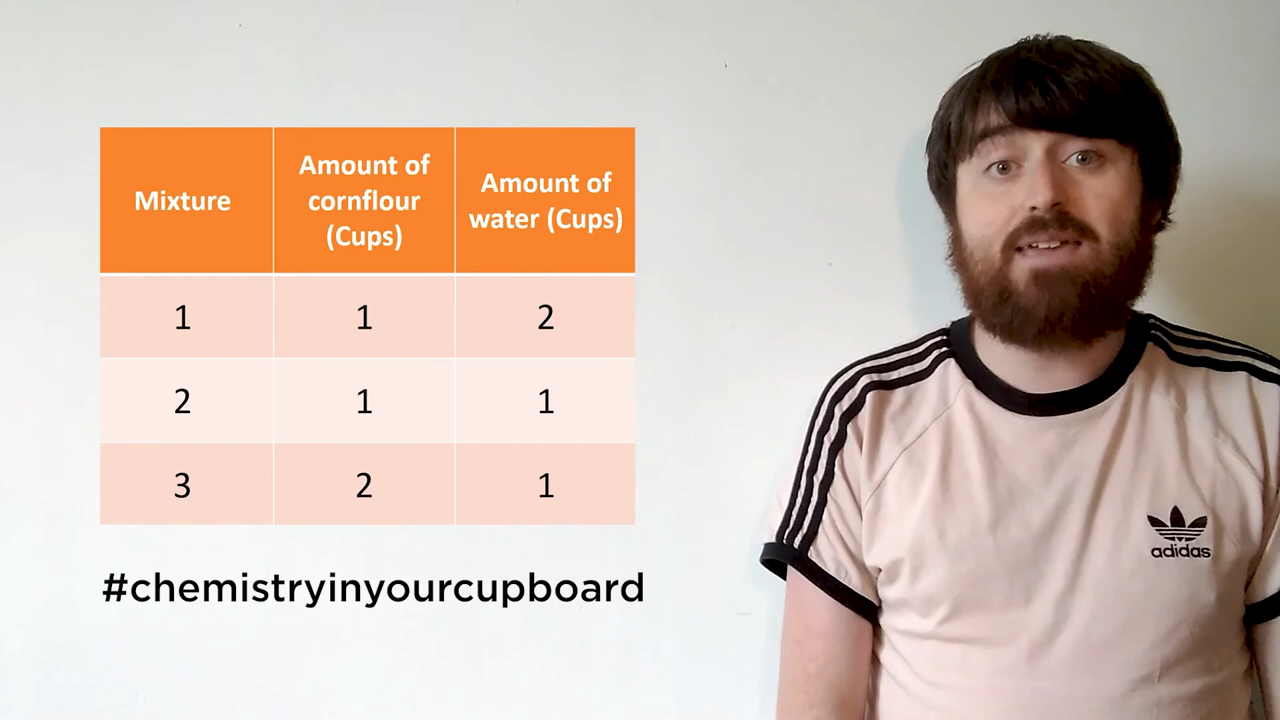 Mixture
Amount of
cornflour
(Cups)
Amount of
water (Cups)
1 1 2
2 1 1
3 2 1
#chemistryinyourcupboard
adidas